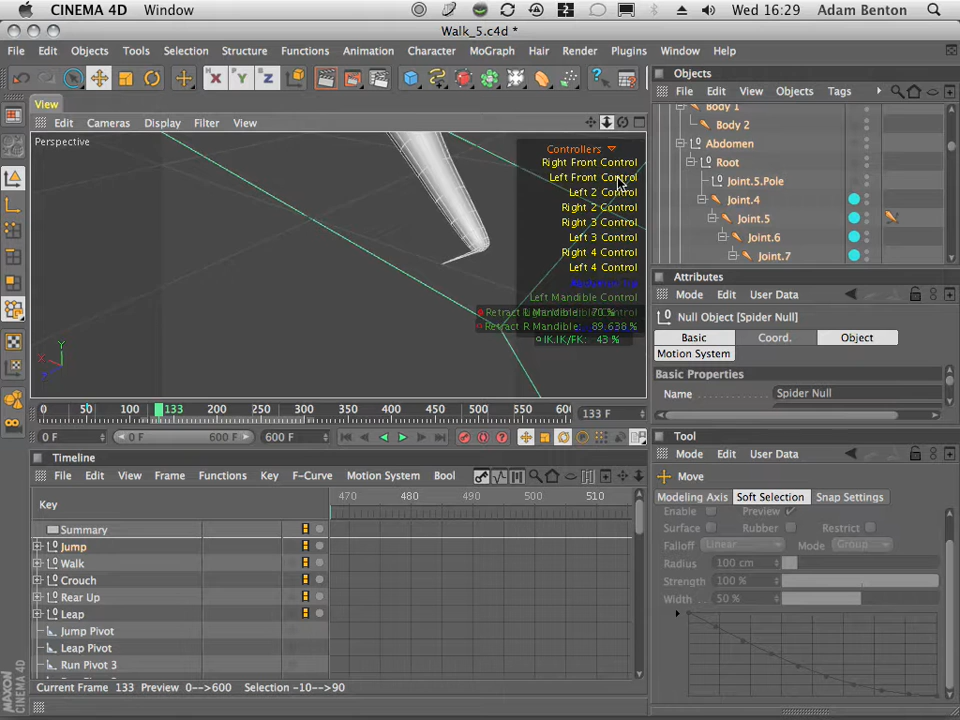 CINEMA 4D Window Wed 16:29 Adam Benton
Walk_5.c4d *
File Edit Objects Tools Selection Structure Functions Animation Character MoGraph Hair Render Plugins Window Help
X Y Z
View
Edit Cameras Display Filter View
Perspective
Controllers
Right Front Control
Left Front Control
Left 2 Control
Right 2 Control
Right 3 Control
Left 3 Control
Right 4 Control
Left 4 Control
Left Mandible Control
Retract L Mandible: 70 %
Retract R Mandible: 89.638 %
IK.IK/FK: 43 %
Y
X
Z
0 50 100 133 200 250 300 350 400 450 500 550 600 133 F
0 F 0 F 600 F 600 F
Timeline
File Edit View Frame Functions Key F-Curve Motion System Bool
Key
470 480 490 500 510
Summary
Jump
Walk
Crouch
Rear Up
Leap
Jump Pivot
Leap Pivot
Run Pivot 3
Current Frame 133 Preview 0-->600 Selection -10-->90
MAXON
CINEMA 4D
Objects
File Edit View Objects Tags
Body 1
Body 2
Abdomen
Root
Joint.5.Pole
Joint.4
Joint.5
Joint.6
Joint.7
Attributes
Mode Edit User Data
Null Object [Spider Null]
Basic Coord. Object
Motion System
Basic Properties
Name Spider Null
Tool
Mode Edit User Data
Move
Modeling Axis Soft Selection Snap Settings
Enable Preview
Surface Rubber Restrict
Falloff Linear Mode Group
Radius 100 cm
Strength 100 %
Width 50 %